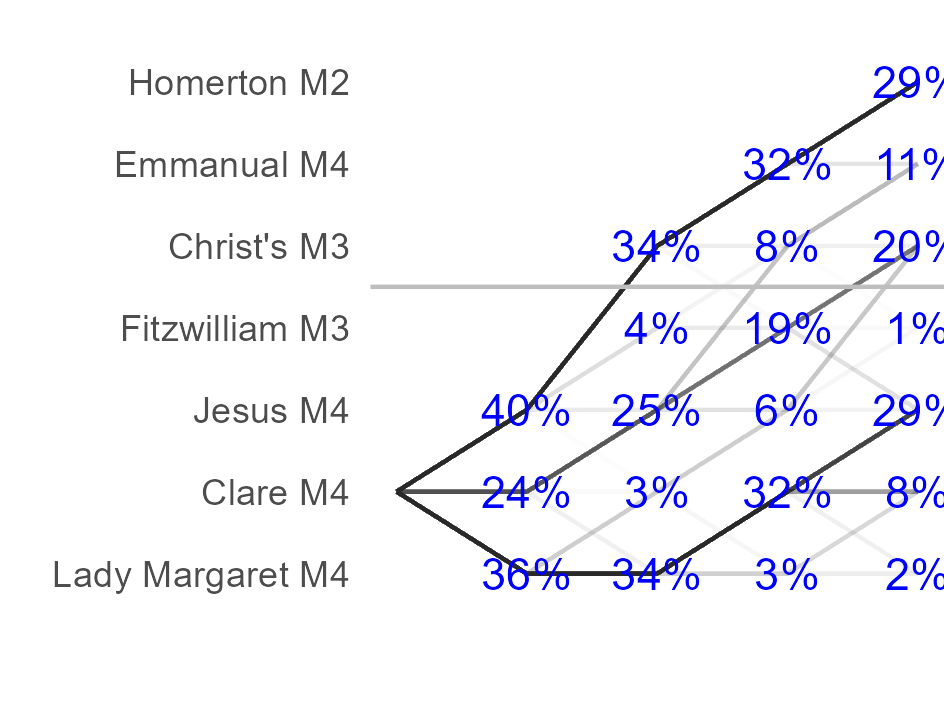 Homerton M2 29%
Emmanual M4 32% 11%
Christ's M3 34% 8% 20%
Fitzwilliam M3 4% 19% 1%
Jesus M4 40% 25% 6% 29%
Clare M4 24% 3% 32% 8%
Lady Margaret M4 36% 34% 3% 2%